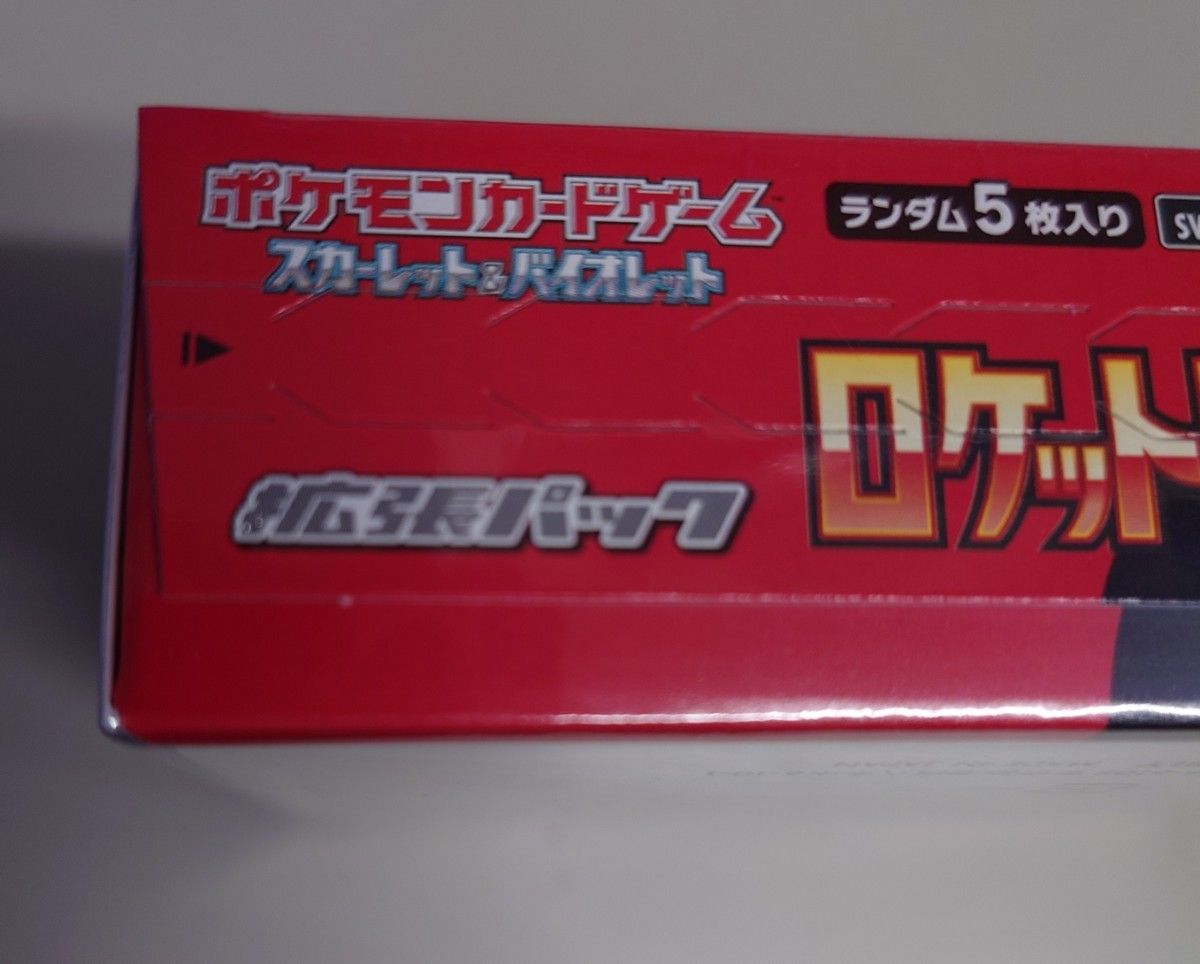 ポケモンカードゲーム
スカーレット&バイオレット
ランダム5枚入り
SV
拡張パック
ロケット